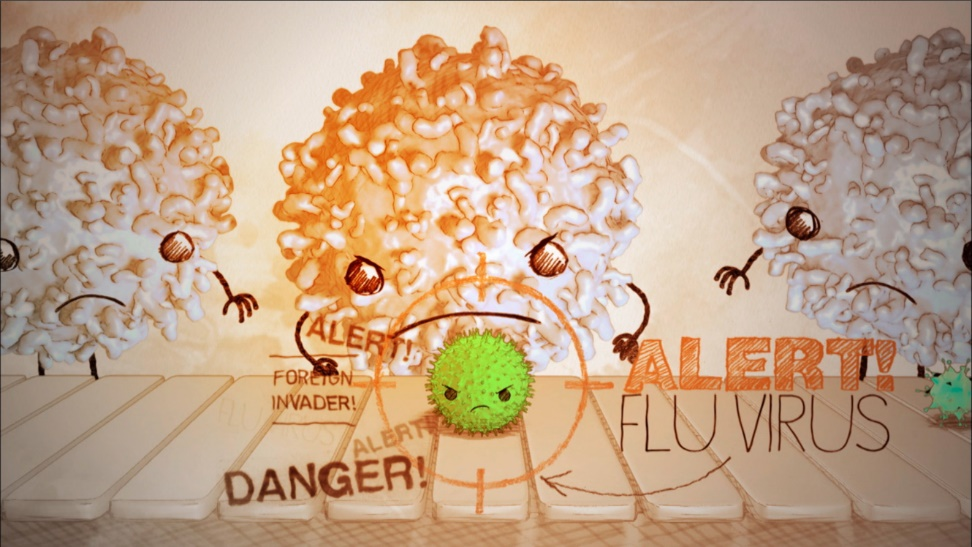 ALERT!
FOREIGN
INVADER!
ALERT!
DANGER!
ALERT!
FLU VIRUS